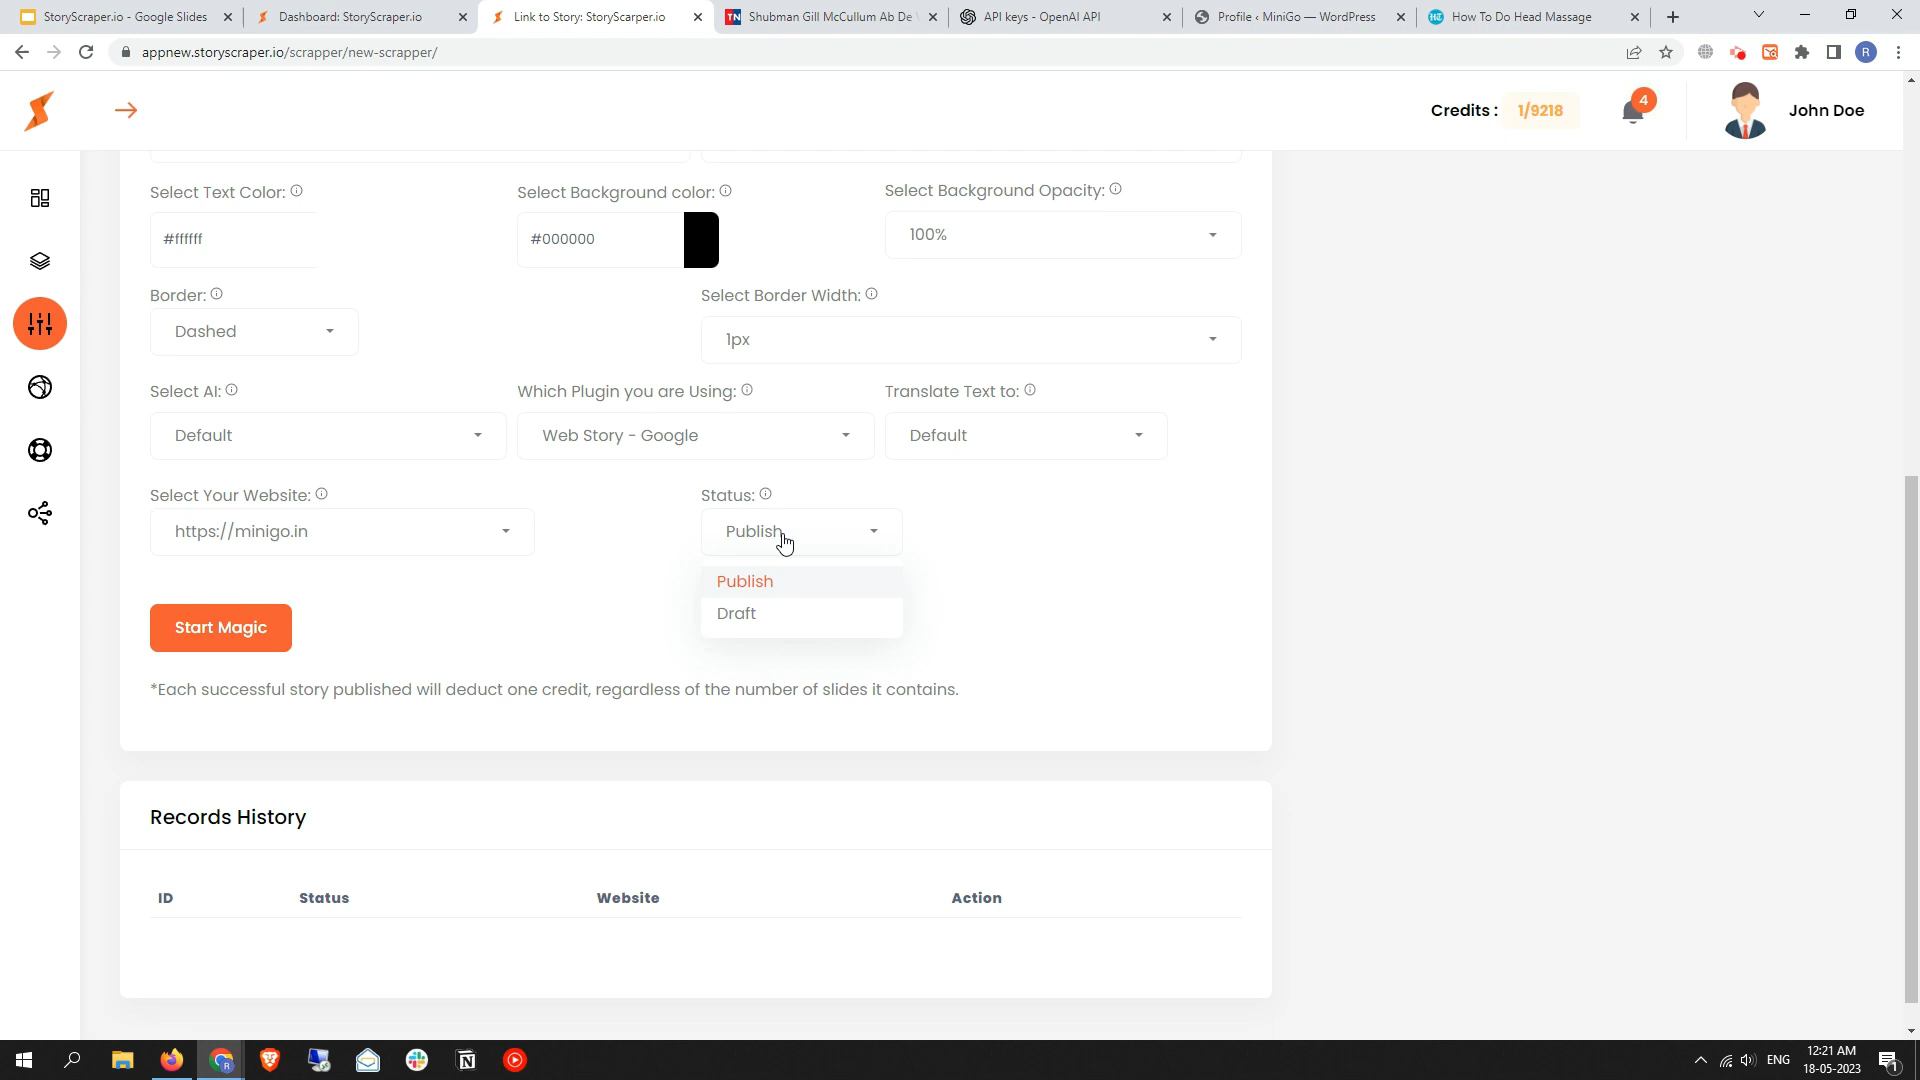 StoryScraper.io - Google Slides
Dashboard: StoryScraper.io
Link to Story: StoryScarper.io
TN Shubman Gill McCullum Ab De
API keys - OpenAI API
Profile ‹ MiniGo — WordPress
How To Do Head Massage
appnew.storyscraper.io/scrapper/new-scrapper/
R
Credits : 1/9218
4
John Doe
Select Text Color:
Select Background color:
Select Background Opacity:
#ffffff
#000000
100%
Border:
Select Border Width:
Dashed
1px
Select AI:
Which Plugin you are Using:
Translate Text to:
Default
Web Story - Google
Default
Select Your Website:
Status:
https://minigo.in
Publish
Publish
Draft
Start Magic
*Each successful story published will deduct one credit, regardless of the number of slides it contains.
Records History
ID Status Website Action
ENG
12:21 AM
18-05-2023
1